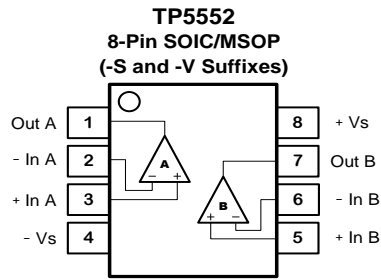 TP5552
8-Pin SOIC/MSOP
(-S and -V Suffixes)
Out A 1 8 + Vs
- In A 2 A 7 Out B
+ In A 3 B 6 - In B
- Vs 4 5 + In B